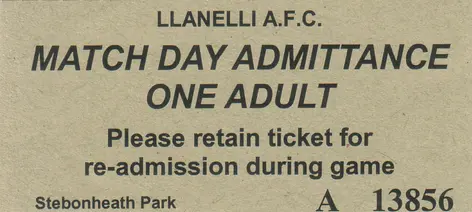 LLANELLI A.F.C.
MATCH DAY ADMITTANCE
ONE ADULT
Please retain ticket for
re-admission during game
Stebonheath Park A 13856